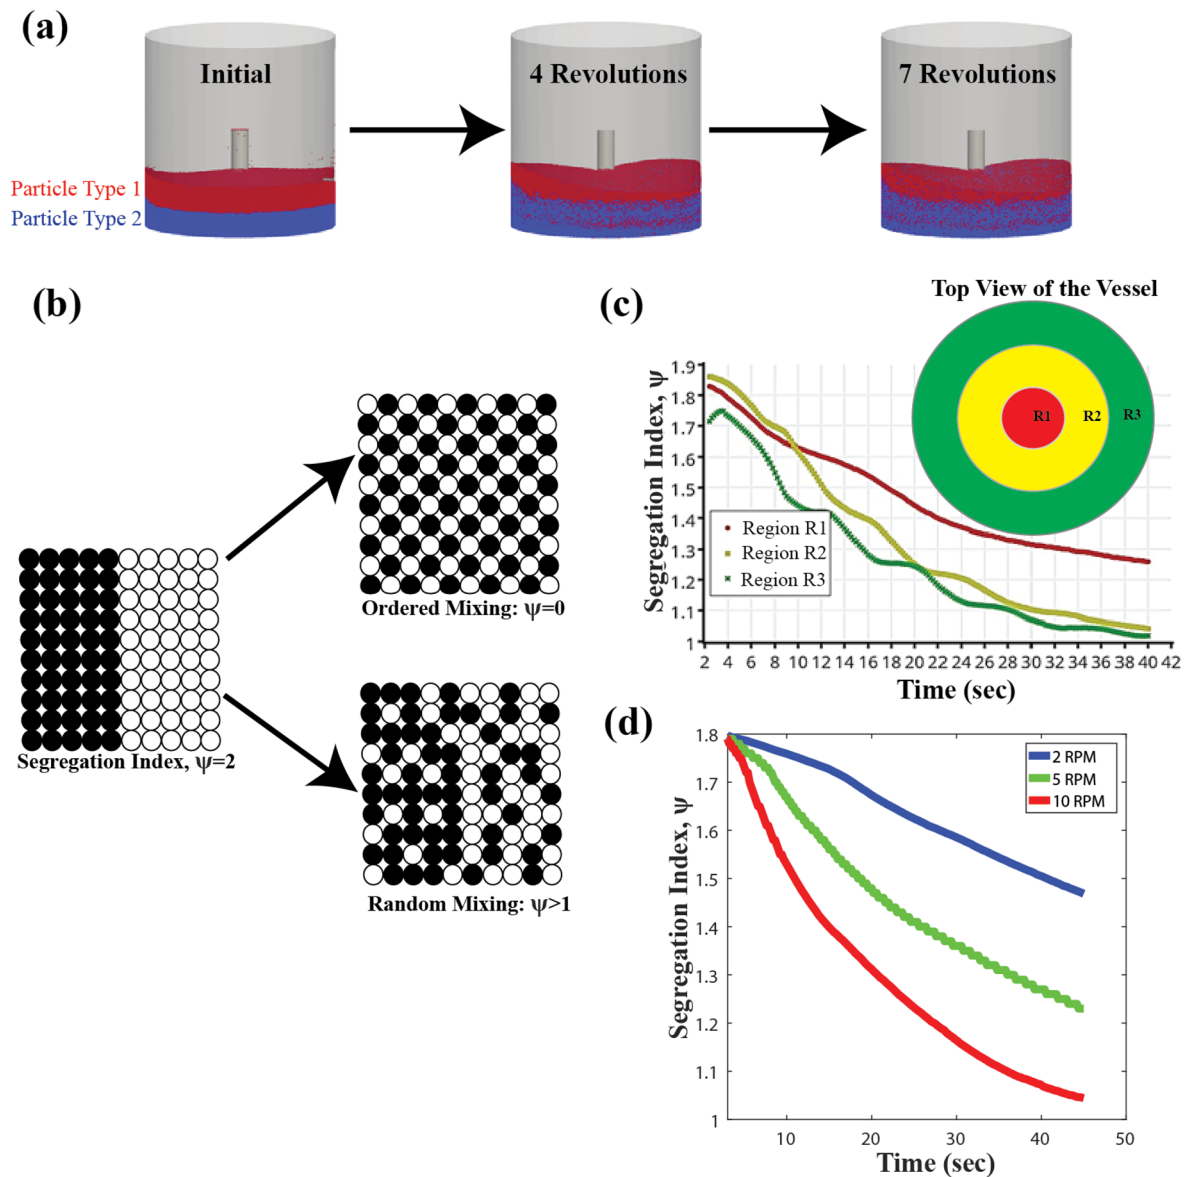 (a)
Initial
4 Revolutions
7 Revolutions
Particle Type 1
Particle Type 2
(b)
Ordered Mixing: ψ=0
Segregation Index, ψ=2
Random Mixing: ψ>1
(c)
Top View of the Vessel
R1
R2
R3
Segregation Index, ψ
1.9
1.8
1.7
1.6
1.5
1.4
1.3
1.2
1.1
1
Region R1
Region R2
Region R3
2 4 6 8 10 12 14 16 18 20 22 24 26 28 30 32 34 36 38 40 42
Time (sec)
(d)
Segregation Index, ψ
1.8
1.7
1.6
1.5
1.4
1.3
1.2
1.1
1
2 RPM
5 RPM
10 RPM
10 20 30 40 50
Time (sec)